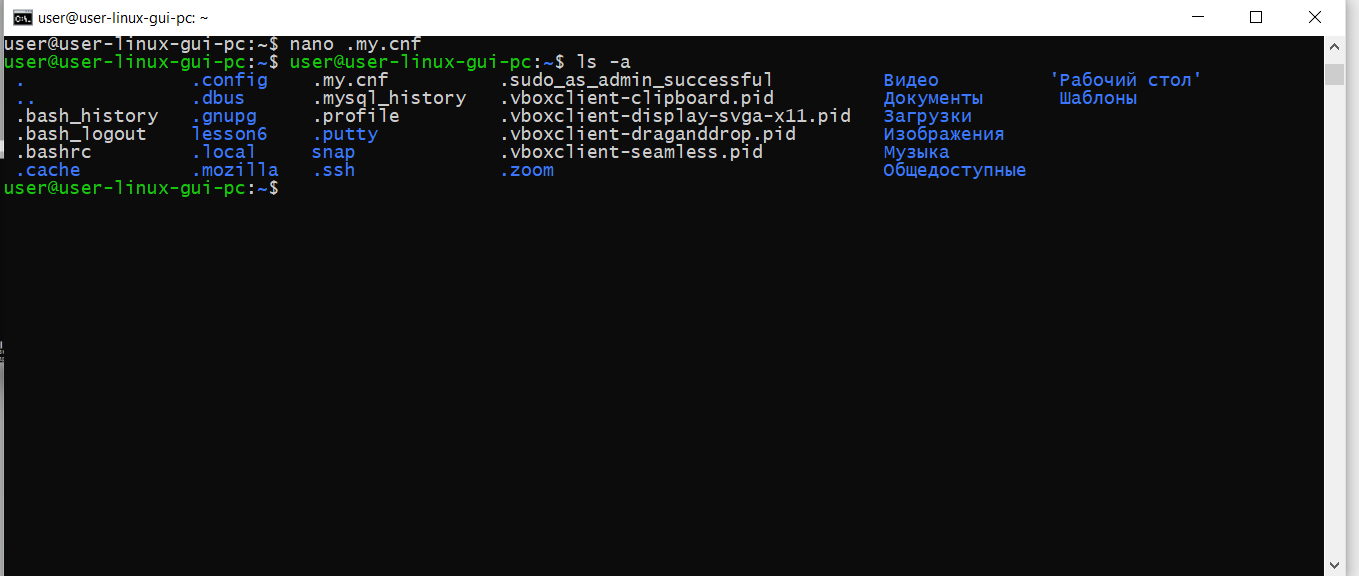 user@user-linux-gui-pc: ~
user@user-linux-gui-pc:~$ nano .my.cnf
user@user-linux-gui-pc:~$ user@user-linux-gui-pc:~$ ls -a
. .config .my.cnf .sudo_as_admin_successful Видео 'Рабочий стол'
.. .dbus .mysql_history .vboxclient-clipboard.pid Документы Шаблоны
.bash_history .gnupg .profile .vboxclient-display-svga-x11.pid Загрузки
.bash_logout lesson6 .putty .vboxclient-draganddrop.pid Изображения
.bashrc .local snap .vboxclient-seamless.pid Музыка
.cache .mozilla .ssh .zoom Общедоступные
user@user-linux-gui-pc:~$